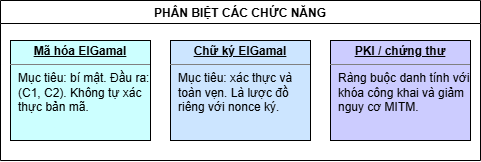 PHÂN BIỆT CÁC CHỨC NĂNG
Mã hóa ElGamal
Mục tiêu: bí mật. Đầu ra:
(C1, C2). Không tự xác
thực bản mã.
Chữ ký ElGamal
Mục tiêu: xác thực và
toàn vẹn. Là lược đồ
riêng với nonce ký.
PKI / chứng thư
Ràng buộc danh tính với
khóa công khai và giảm
nguy cơ MITM.